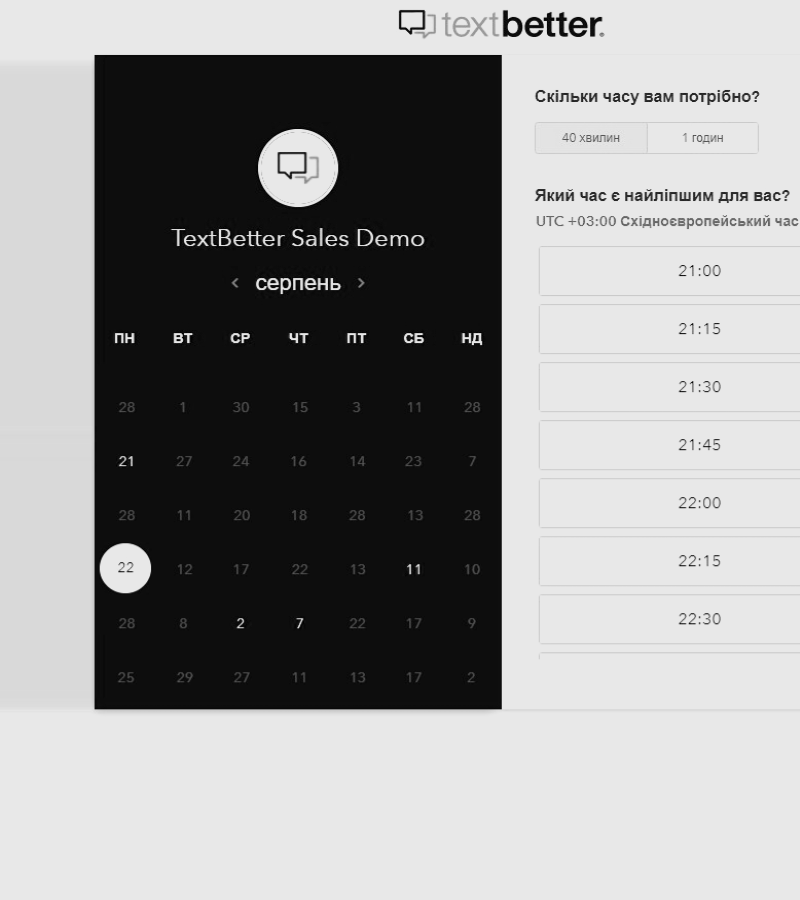 textbetter.
TextBetter Sales Demo
серпень
ПН ВТ СР ЧТ ПТ СБ НД
28 1 30 15 3 11 28
21 27 24 16 14 23 7
28 11 20 18 28 13 28
22 12 17 22 13 11 10
28 8 2 7 22 17 9
25 29 27 11 13 17 2
Скільки часу вам потрібно?
40 хвилин 1 годин
Який час є найліпшим для вас?
UTC +03:00 Східноєвропейський час
21:00
21:15
21:30
21:45
22:00
22:15
22:30